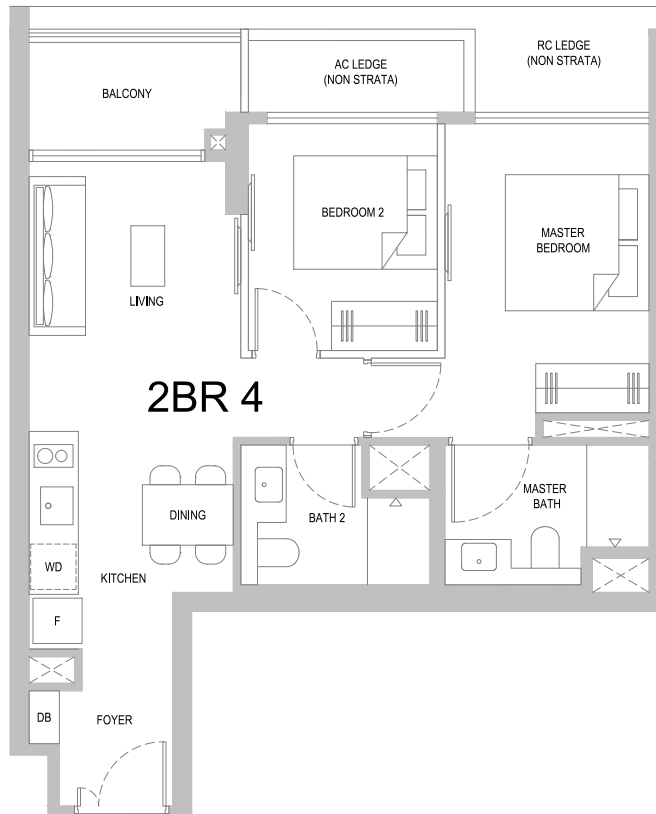 RC LEDGE
(NON STRATA)
AC LEDGE
(NON STRATA)
BALCONY
BEDROOM 2
MASTER
BEDROOM
LIVING
2BR 4
MASTER
BATH
DINING
BATH 2
WD
KITCHEN
F
DB
FOYER